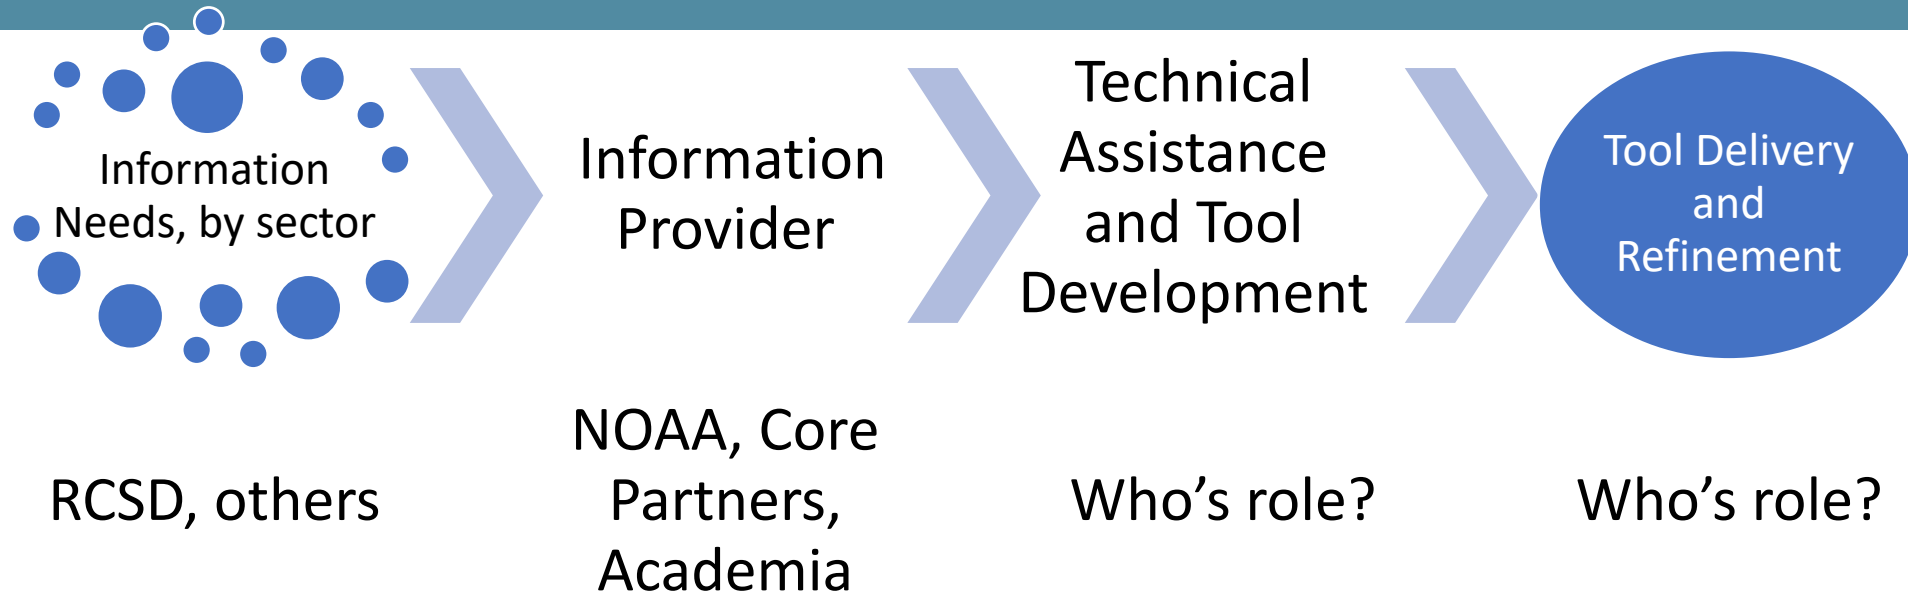 Information
Needs, by sector
Information
Provider
Technical
Assistance
and Tool
Development
Tool Delivery
and
Refinement
RCSD, others
NOAA, Core
Partners,
Academia
Who’s role?
Who’s role?